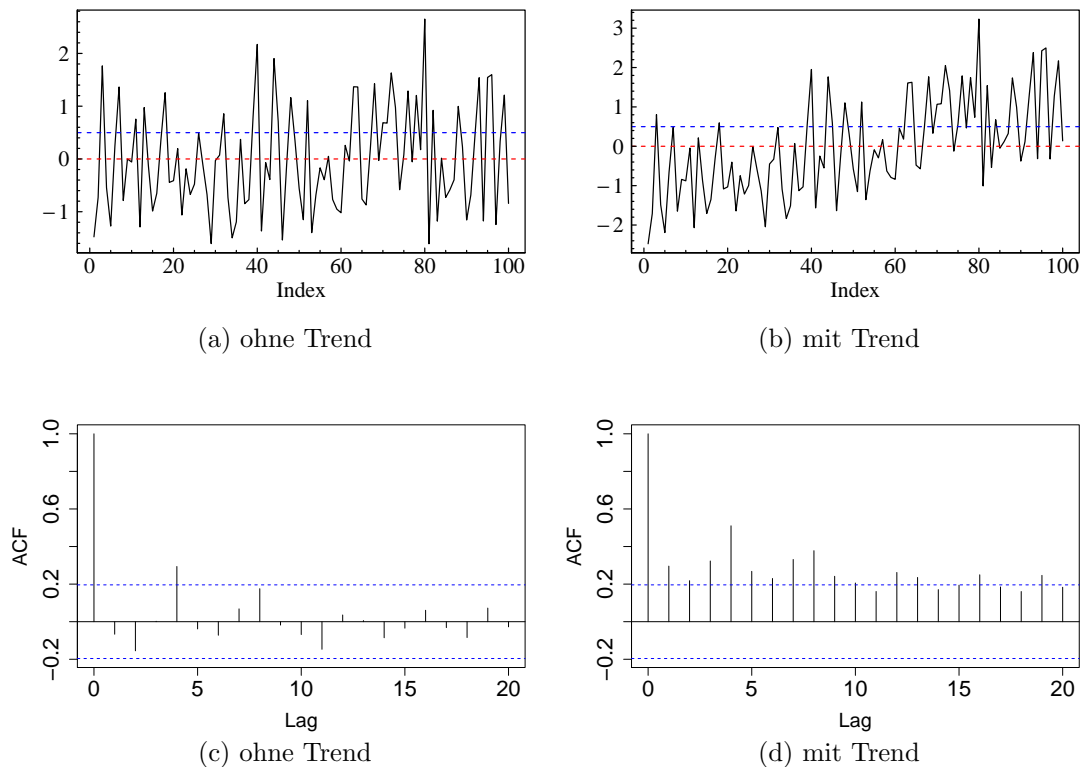 2
1
0
−1
0 20 40 60 80 100
Index
(a) ohne Trend
3
2
1
0
−1
−2
0 20 40 60 80 100
Index
(b) mit Trend
1.0
0.6
0.2
−0.2
ACF
0 5 10 15 20
Lag
(c) ohne Trend
1.0
0.6
0.2
−0.2
ACF
0 5 10 15 20
Lag
(d) mit Trend